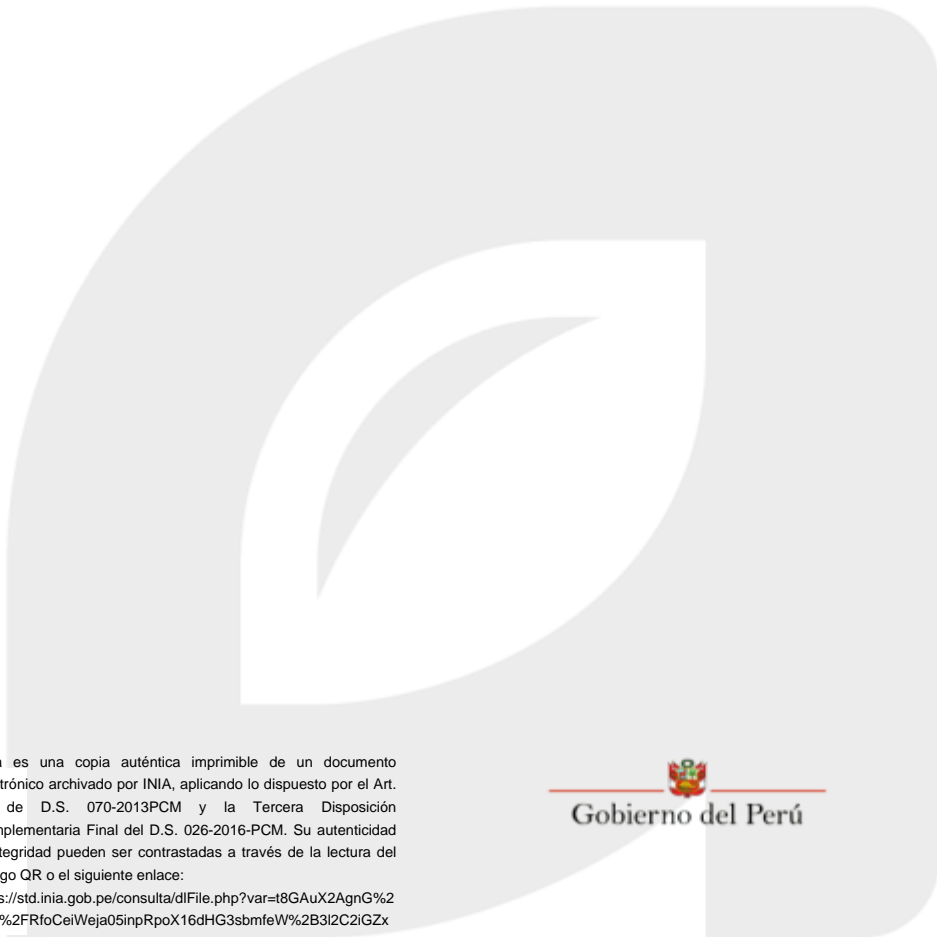 es una copia auténtica imprimible de un documento
trónico archivado por INIA, aplicando lo dispuesto por el Art.
de D.S. 070-2013PCM y la Tercera Disposición
plementaria Final del D.S. 026-2016-PCM. Su autenticidad
tegridad pueden ser contrastadas a través de la lectura del
go QR o el siguiente enlace:
s://std.inia.gob.pe/consulta/dlFile.php?var=t8GAuX2AgnG%2
%2FRfoCeiWeja05inpRpoX16dHG3sbmfeW%2B3l2C2iGZx
Gobierno del Perú